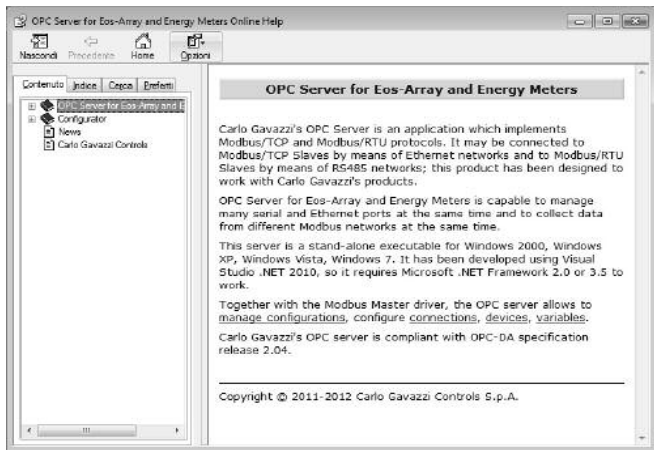 OPC Server for Eos-Array and Energy Meters Online Help
Nascondi Precedente Home Opzioni
Contenuto Indice Cerca Preferiti
OPC Server for Eos-Array and E
Configurator
News
Carlo Gavazzi Controls
OPC Server for Eos-Array and Energy Meters
Carlo Gavazzi's OPC Server is an application which implements
Modbus/TCP and Modbus/RTU protocols. It may be connected to
Modbus/TCP Slaves by means of Ethernet networks and to Modbus/RTU
Slaves by means of RS485 networks; this product has been designed to
work with Carlo Gavazzi's products.
OPC Server for Eos-Array and Energy Meters is capable to manage
many serial and Ethernet ports at the same time and to collect data
from different Modbus networks at the same time.
This server is a stand-alone executable for Windows 2000, Windows
XP, Windows Vista, Windows 7. It has been developed using Visual
Studio .NET 2010, so it requires Microsoft .NET Framework 2.0 or 3.5 to
work.
Together with the Modbus Master driver, the OPC server allows to
manage configurations, configure connections, devices, variables.
Carlo Gavazzi's OPC server is compliant with OPC-DA specification
release 2.04.
Copyright © 2011-2012 Carlo Gavazzi Controls S.p.A.